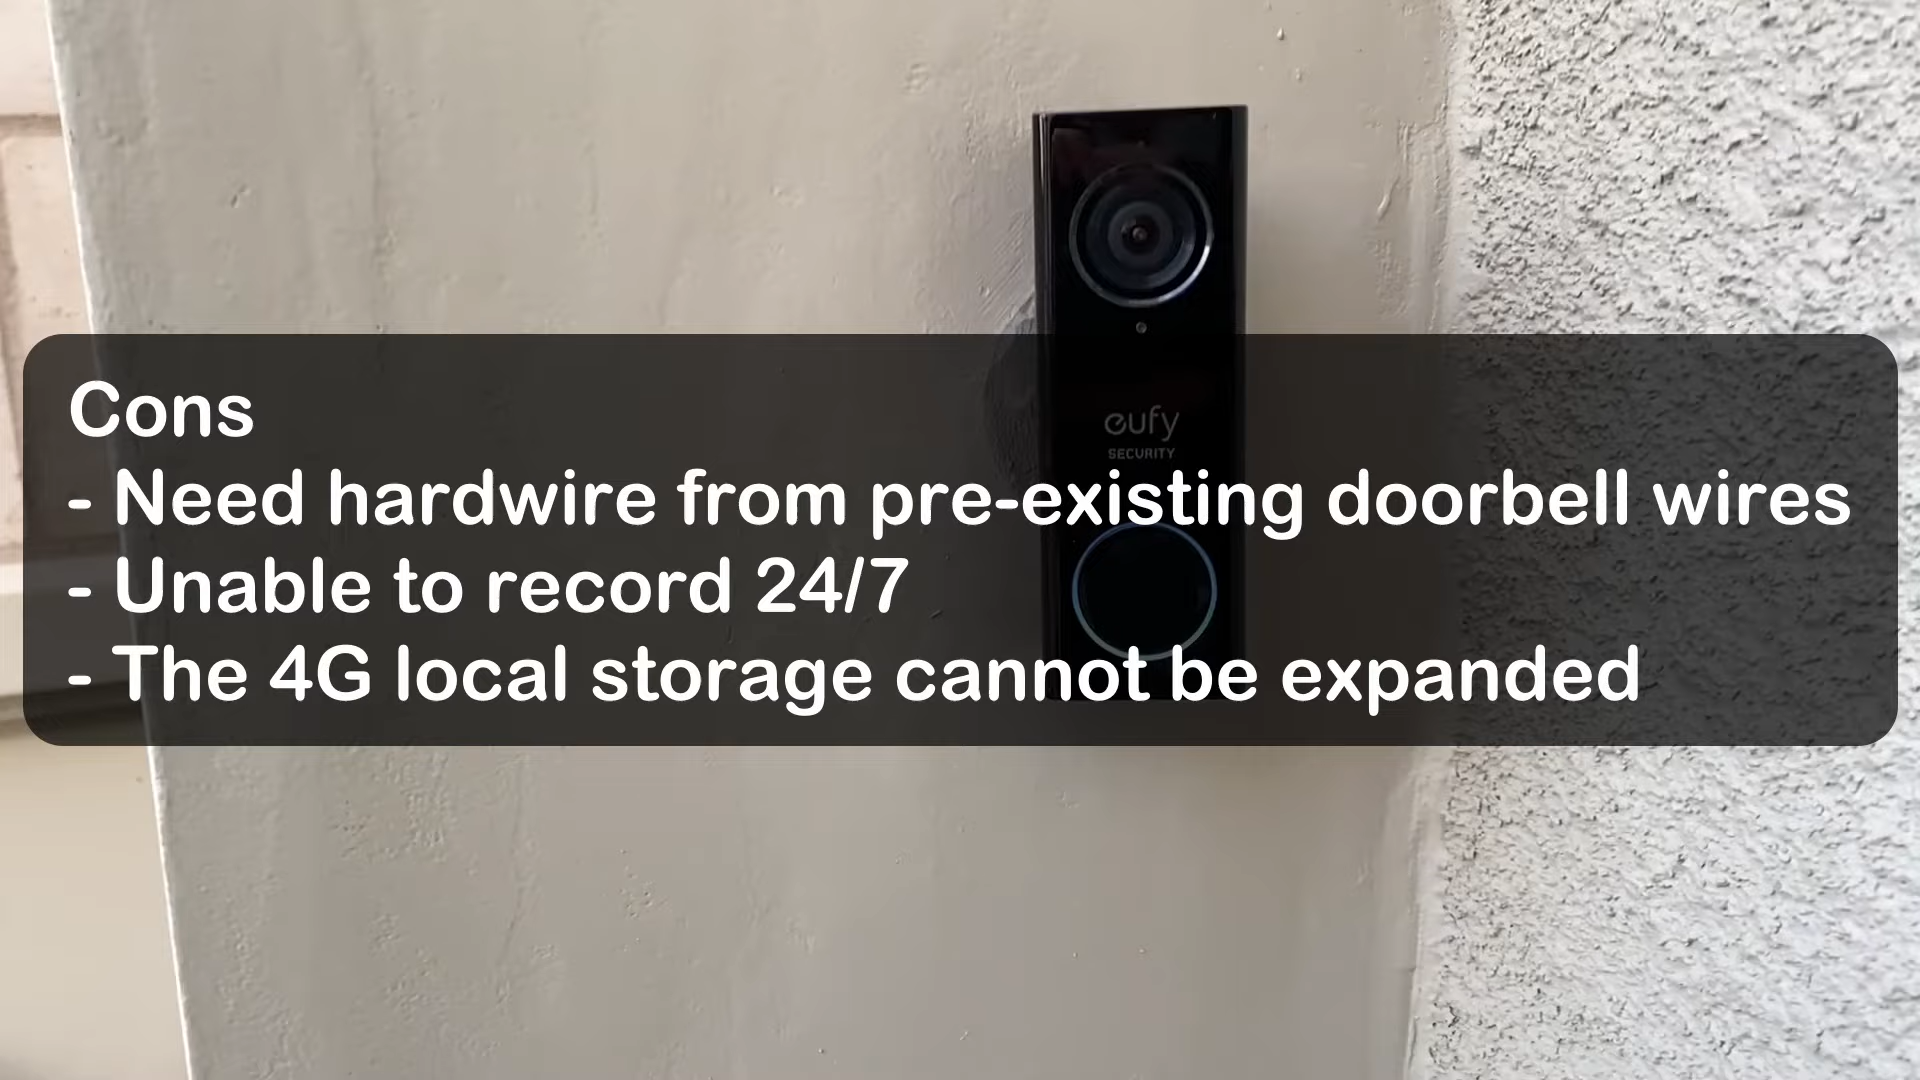 eufy
SECURITY
Cons
- Need hardwire from pre-existing doorbell wires
- Unable to record 24/7
- The 4G local storage cannot be expanded